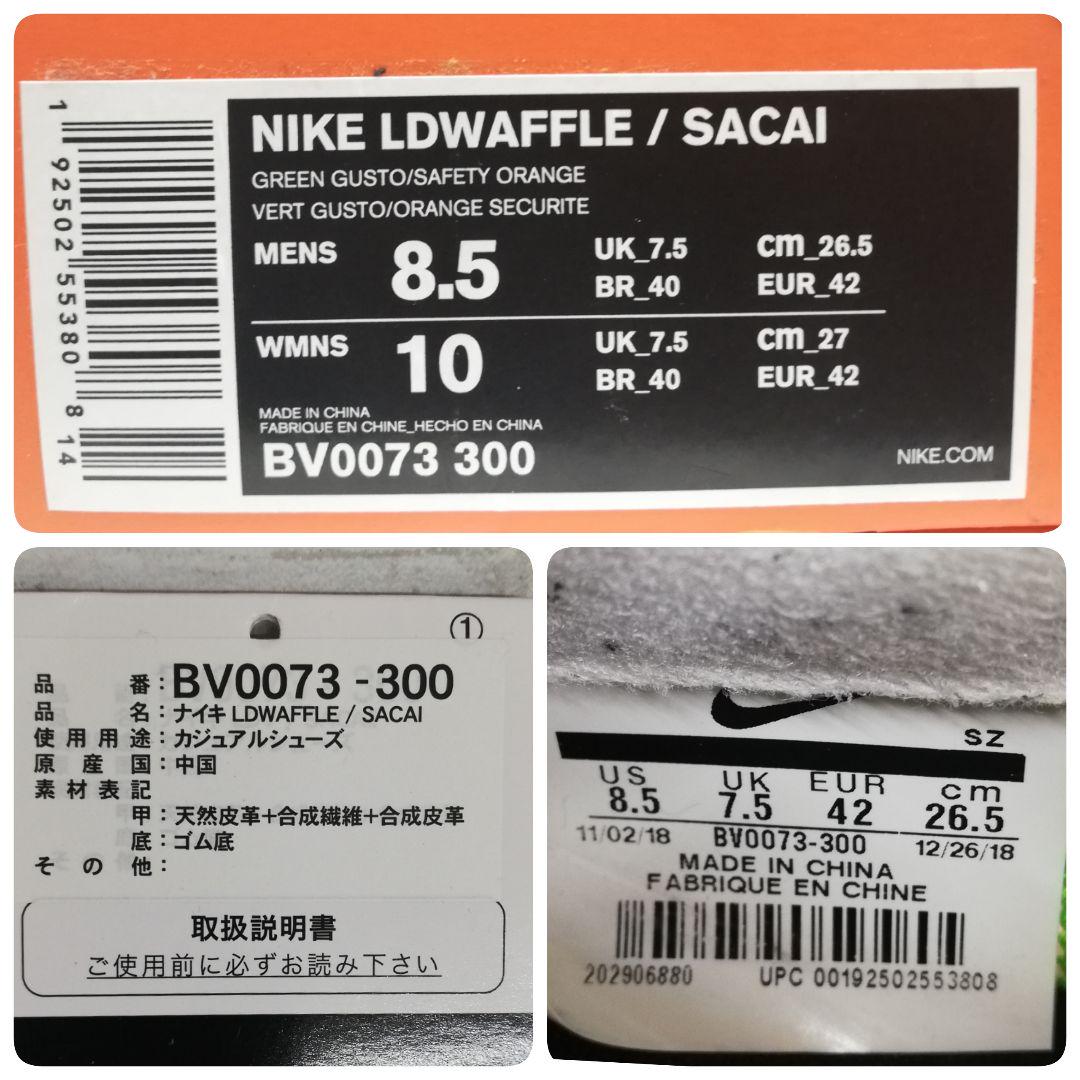 NIKE LDWAFFLE / SACAI
GREEN GUSTO/SAFETY ORANGE
VERT GUSTO/ORANGE SECURITE
MENS 8.5 UK_7.5 cm_26.5
BR_40 EUR_42
WMNS 10 UK_7.5 cm_27
BR_40 EUR_42
MADE IN CHINA
FABRIQUE EN CHINE_HECHO EN CHINA
BV0073 300
NIKE.COM
1 92502 55380 8 14
①
品番:BV0073 -300
品名:ナイキ LDWAFFLE / SACAI
使用用途:カジュアルシューズ
原産国:中国
素材表記
甲:天然皮革+合成繊維+合成皮革
底:ゴム底
その他:
取扱説明書
ご使用前に必ずお読み下さい
SZ
US UK EUR cm
8.5 7.5 42 26.5
11/02/18 BV0073-300 12/26/18
MADE IN CHINA
FABRIQUE EN CHINE
202906880 UPC 00192502553808